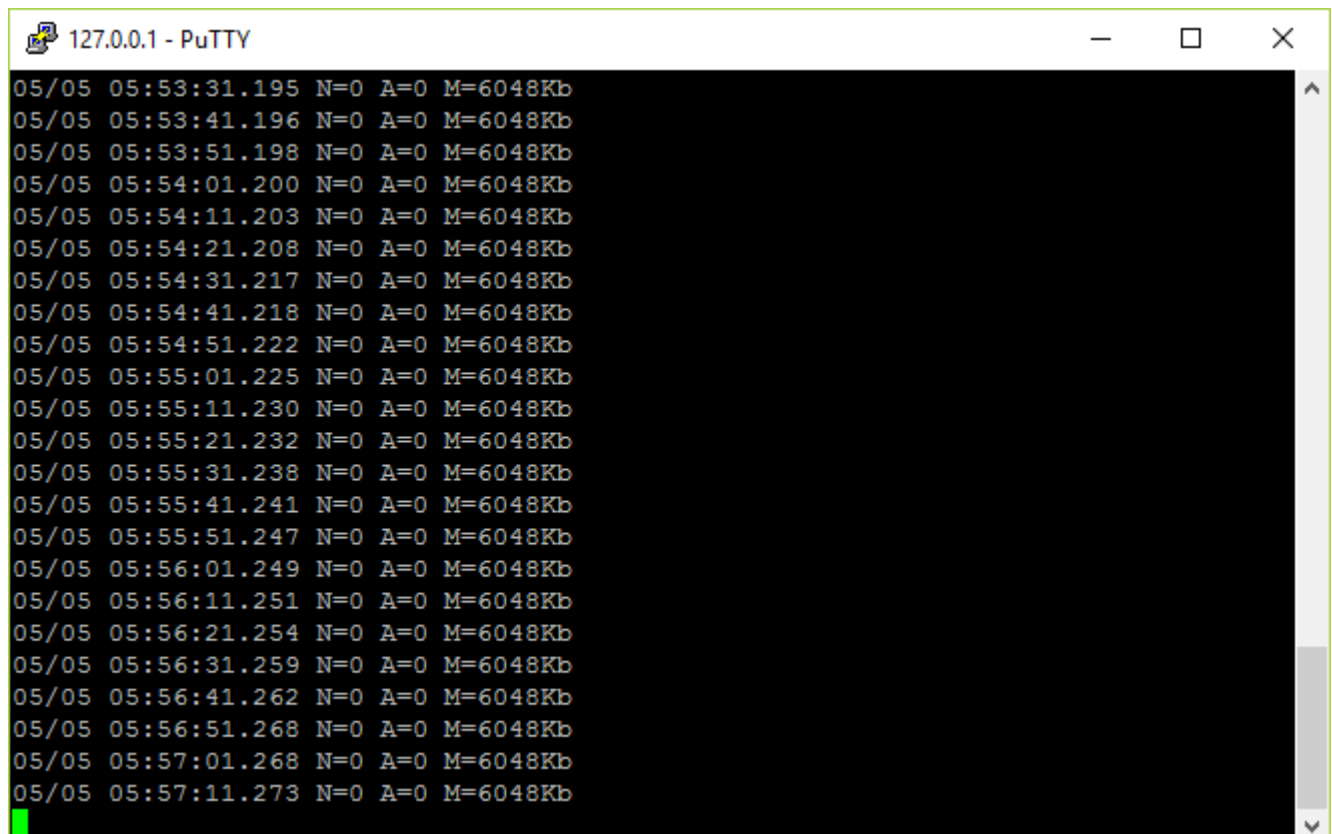 127.0.0.1 - PuTTY
05/05 05:53:31.195 N=0 A=0 M=6048Kb
05/05 05:53:41.196 N=0 A=0 M=6048Kb
05/05 05:53:51.198 N=0 A=0 M=6048Kb
05/05 05:54:01.200 N=0 A=0 M=6048Kb
05/05 05:54:11.203 N=0 A=0 M=6048Kb
05/05 05:54:21.208 N=0 A=0 M=6048Kb
05/05 05:54:31.217 N=0 A=0 M=6048Kb
05/05 05:54:41.218 N=0 A=0 M=6048Kb
05/05 05:54:51.222 N=0 A=0 M=6048Kb
05/05 05:55:01.225 N=0 A=0 M=6048Kb
05/05 05:55:11.230 N=0 A=0 M=6048Kb
05/05 05:55:21.232 N=0 A=0 M=6048Kb
05/05 05:55:31.238 N=0 A=0 M=6048Kb
05/05 05:55:41.241 N=0 A=0 M=6048Kb
05/05 05:55:51.247 N=0 A=0 M=6048Kb
05/05 05:56:01.249 N=0 A=0 M=6048Kb
05/05 05:56:11.251 N=0 A=0 M=6048Kb
05/05 05:56:21.254 N=0 A=0 M=6048Kb
05/05 05:56:31.259 N=0 A=0 M=6048Kb
05/05 05:56:41.262 N=0 A=0 M=6048Kb
05/05 05:56:51.268 N=0 A=0 M=6048Kb
05/05 05:57:01.268 N=0 A=0 M=6048Kb
05/05 05:57:11.273 N=0 A=0 M=6048Kb